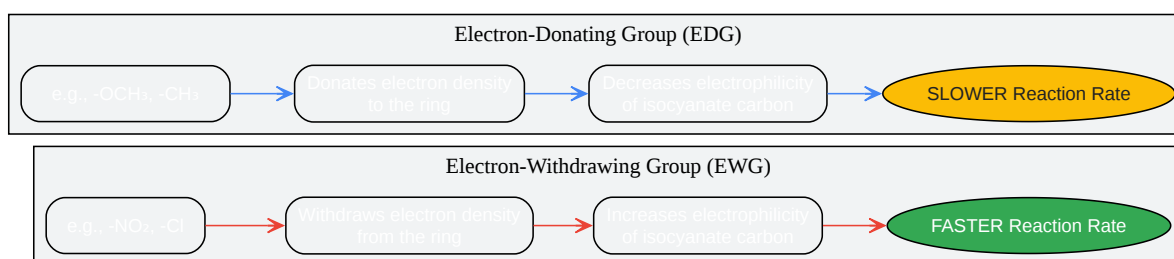 Electron-Donating Group (EDG)
e.g., -OCH₃, -CH₃
Donates electron density
to the ring
Decreases electrophilicity
of isocyanate carbon
SLOWER Reaction Rate
Electron-Withdrawing Group (EWG)
e.g., -NO₂, -Cl
Withdraws electron density
from the ring
Increases electrophilicity
of isocyanate carbon
FASTER Reaction Rate